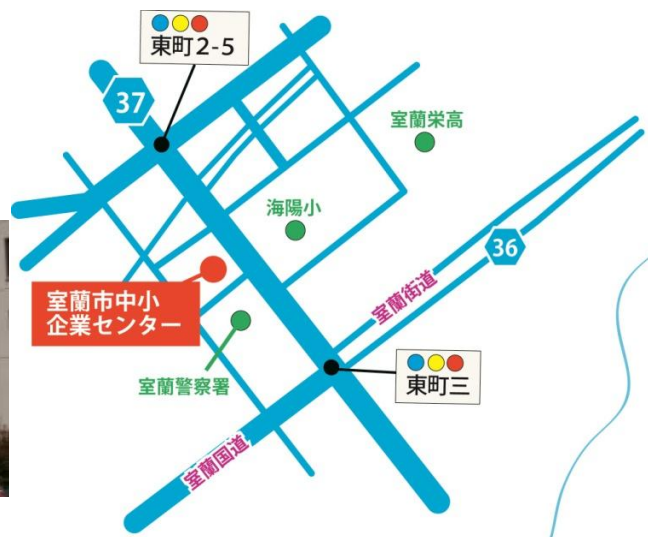 東町2-5
37
室蘭栄高
海陽小
36
室蘭市中小
企業センター
室蘭街道
室蘭警察署
東町三
室蘭国道